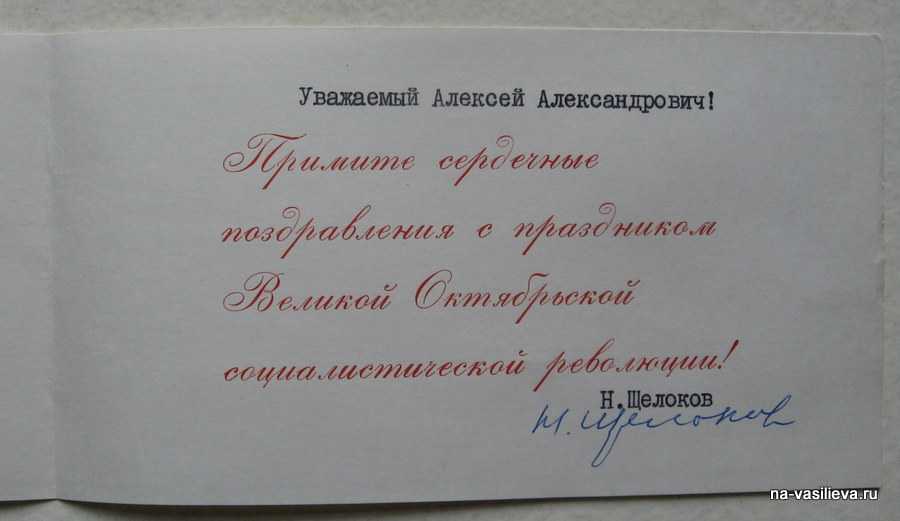 Уважаемый Алексей Александрович!
Примите сердечные
поздравления с праздником
Великой Октябрьской
социалистической революции!
Н.Щелоков
Н. Щелоков
na-vasilieva.ru